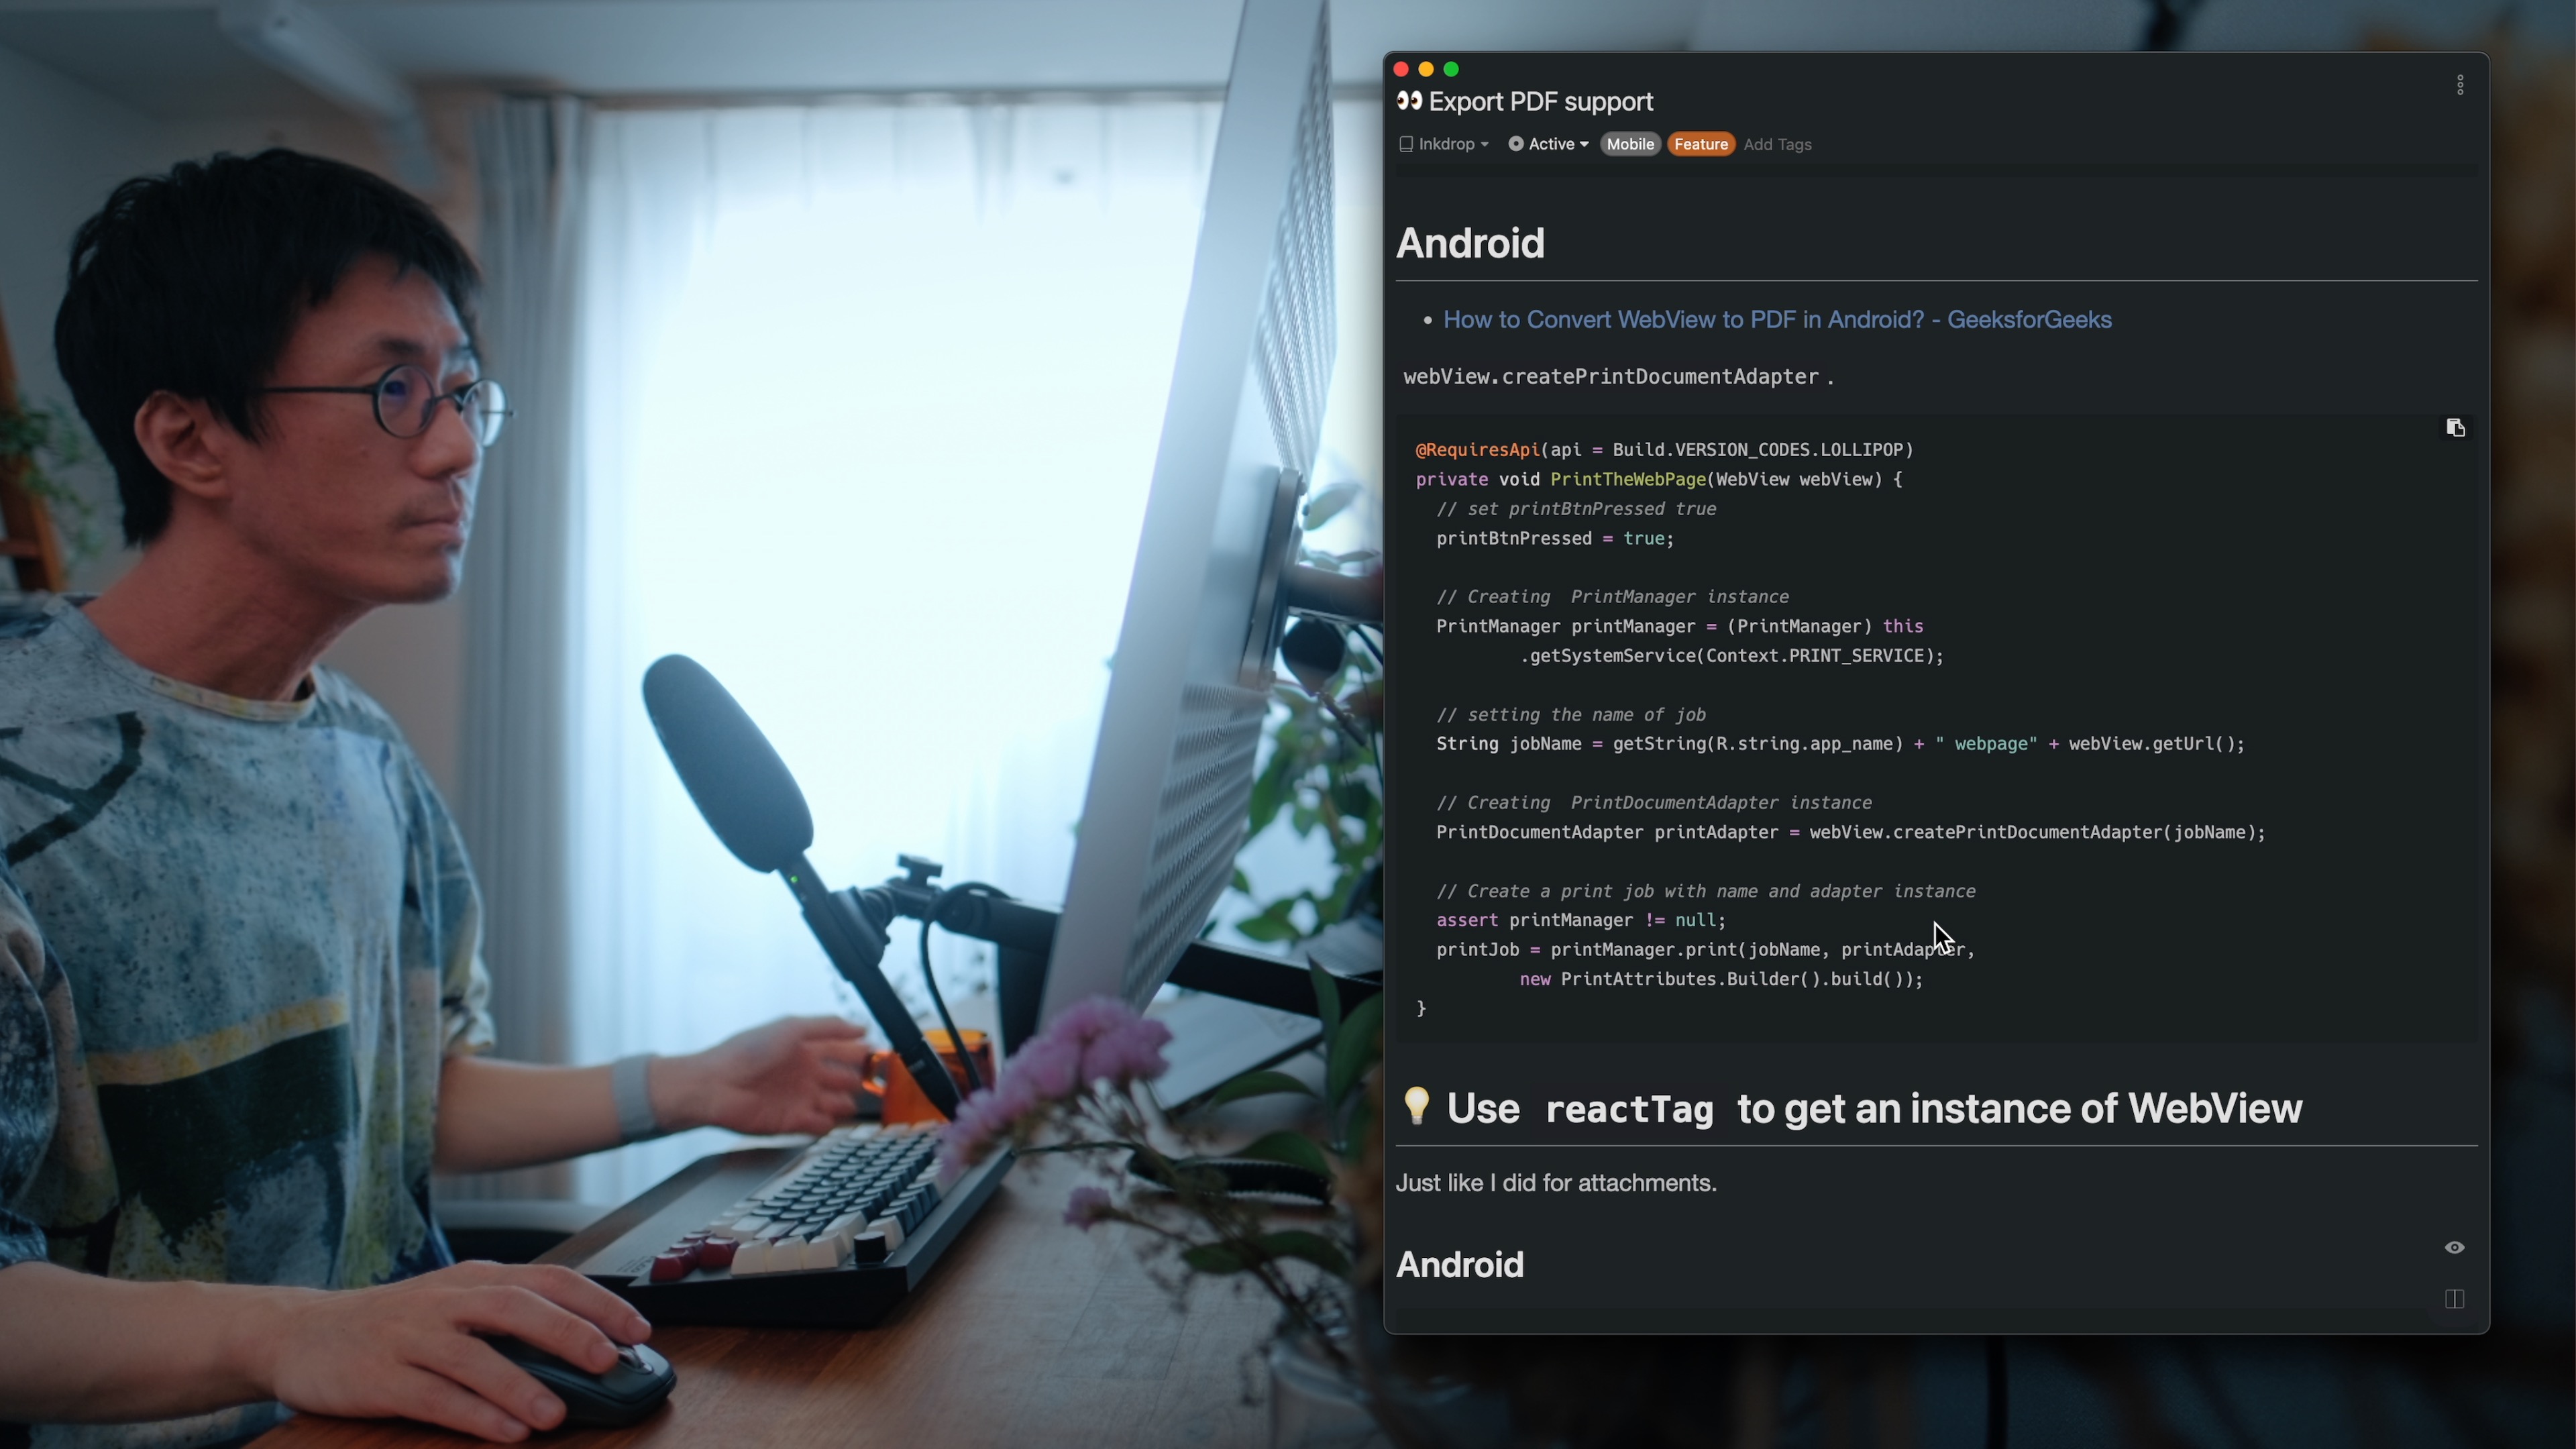 👀 Export PDF support
Inkdrop Active Mobile Feature Add Tags
Android
• How to Convert WebView to PDF in Android? - GeeksforGeeks
webView.createPrintDocumentAdapter .
@RequiresApi(api = Build.VERSION_CODES.LOLLIPOP)
private void PrintTheWebPage(WebView webView) {
  // set printBtnPressed true
  printBtnPressed = true;
  // Creating  PrintManager instance
  PrintManager printManager = (PrintManager) this
          .getSystemService(Context.PRINT_SERVICE);
  // setting the name of job
  String jobName = getString(R.string.app_name) + " webpage" + webView.getUrl();
  // Creating  PrintDocumentAdapter instance
  PrintDocumentAdapter printAdapter = webView.createPrintDocumentAdapter(jobName);
  // Create a print job with name and adapter instance
  assert printManager != null;
  printJob = printManager.print(jobName, printAdapter,
          new PrintAttributes.Builder().build());
}
💡 Use reactTag to get an instance of WebView
Just like I did for attachments.
Android